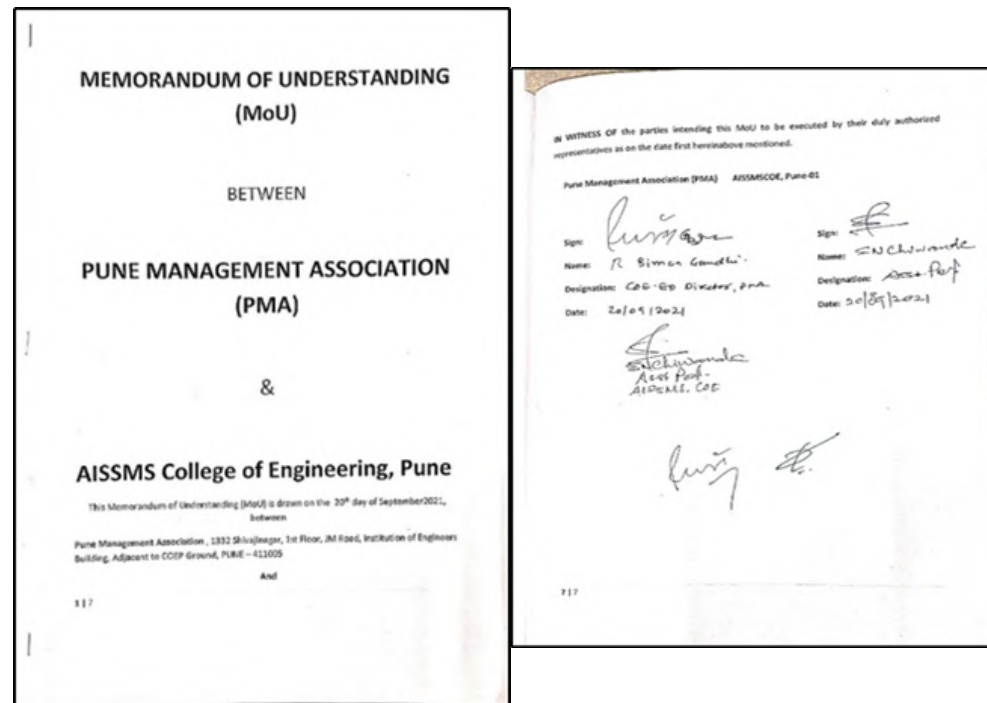 MEMORANDUM OF UNDERSTANDING
(MoU)
BETWEEN
PUNE MANAGEMENT ASSOCIATION
(PMA)
&
AISSMS College of Engineering, Pune
This Memorandum of Understanding (MoU) is drawn on the 20th day of September2021,
between
Pune Management Association , 1332 Shivajinagar, 1st Floor, JM Road, Institution of Engineers
Building, Adjacent to COEP Ground, PUNE – 411005
And
1|7
IN WITNESS OF the parties intending this MoU to be executed by their duly authorized
representatives as on the date first hereinabove mentioned.
Pune Management Association (PMA) AISSMSCOE, Pune-01
Sign:
Name: R Simon Gandhi.
Designation: COE-ED Director, PMA
Date: 20/09/2021
Sign:
Name: SNChiwande
Designation: Asst Prof
Date: 20/09/2021
SNChiwande
Asst Prof.
AISSMS. COE
7|7